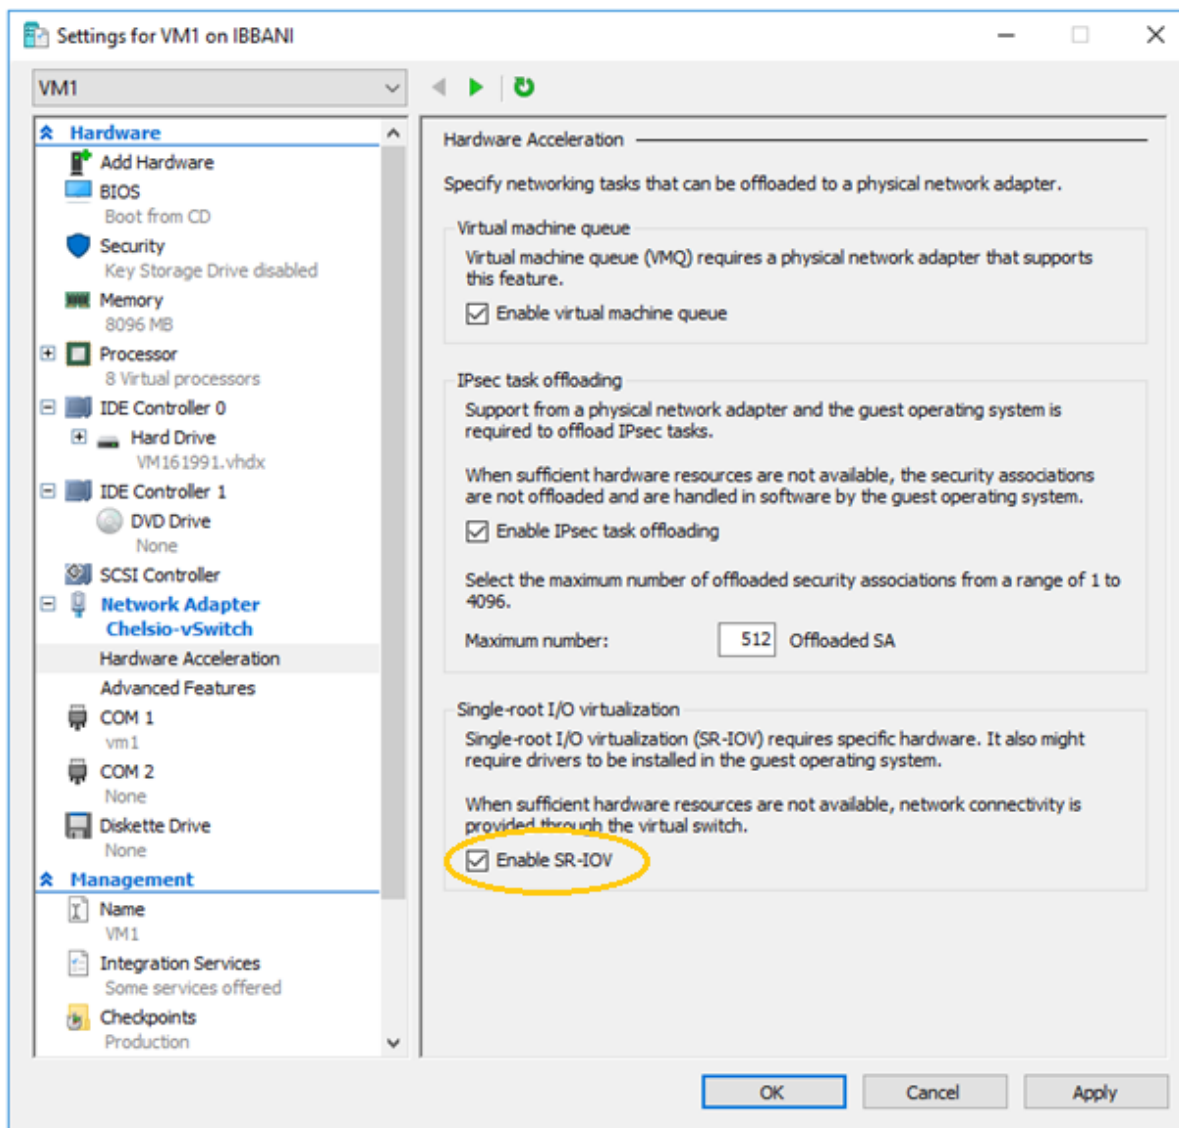 Settings for VM1 on IBBANI
VM1
Hardware
Add Hardware
BIOS
Boot from CD
Security
Key Storage Drive disabled
Memory
8096 MB
Processor
8 Virtual processors
IDE Controller 0
Hard Drive
VM161991.vhdx
IDE Controller 1
DVD Drive
None
SCSI Controller
Network Adapter
Chelsio-vSwitch
Hardware Acceleration
Advanced Features
COM 1
vm1
COM 2
None
Diskette Drive
None
Management
Name
VM1
Integration Services
Some services offered
Checkpoints
Production
Hardware Acceleration
Specify networking tasks that can be offloaded to a physical network adapter.
Virtual machine queue
Virtual machine queue (VMQ) requires a physical network adapter that supports
this feature.
Enable virtual machine queue
IPsec task offloading
Support from a physical network adapter and the guest operating system is
required to offload IPsec tasks.
When sufficient hardware resources are not available, the security associations
are not offloaded and are handled in software by the guest operating system.
Enable IPsec task offloading
Select the maximum number of offloaded security associations from a range of 1 to
4096.
Maximum number: 512 Offloaded SA
Single-root I/O virtualization
Single-root I/O virtualization (SR-IOV) requires specific hardware. It also might
require drivers to be installed in the guest operating system.
When sufficient hardware resources are not available, network connectivity is
provided through the virtual switch.
Enable SR-IOV
OK Cancel Apply